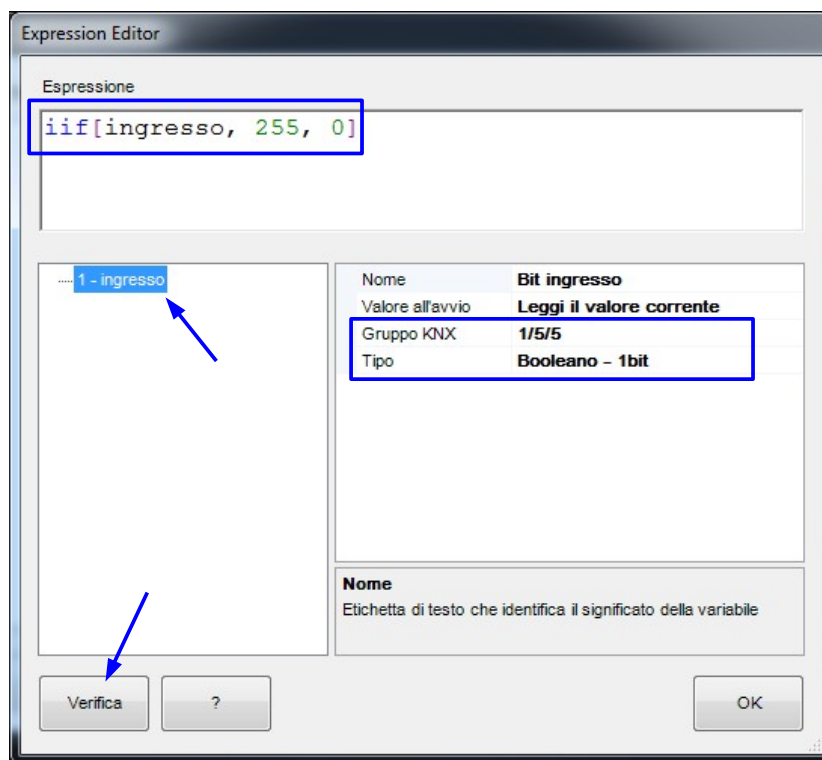 Expression Editor
Espressione
iif[ingresso, 255, 0]
1 - ingresso
Nome Bit ingresso
Valore all'avvio Leggi il valore corrente
Gruppo KNX 1/5/5
Tipo Booleano – 1bit
Nome
Etichetta di testo che identifica il significato della variabile
Verifica ? OK